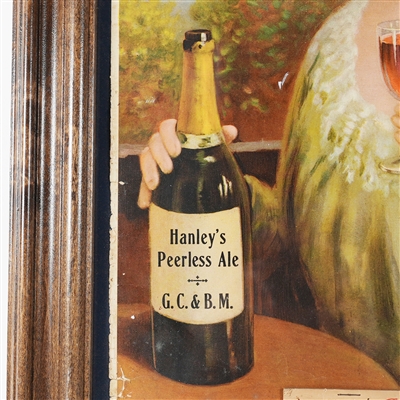 Hanley's
Peerless Ale
G. C. & B. M.